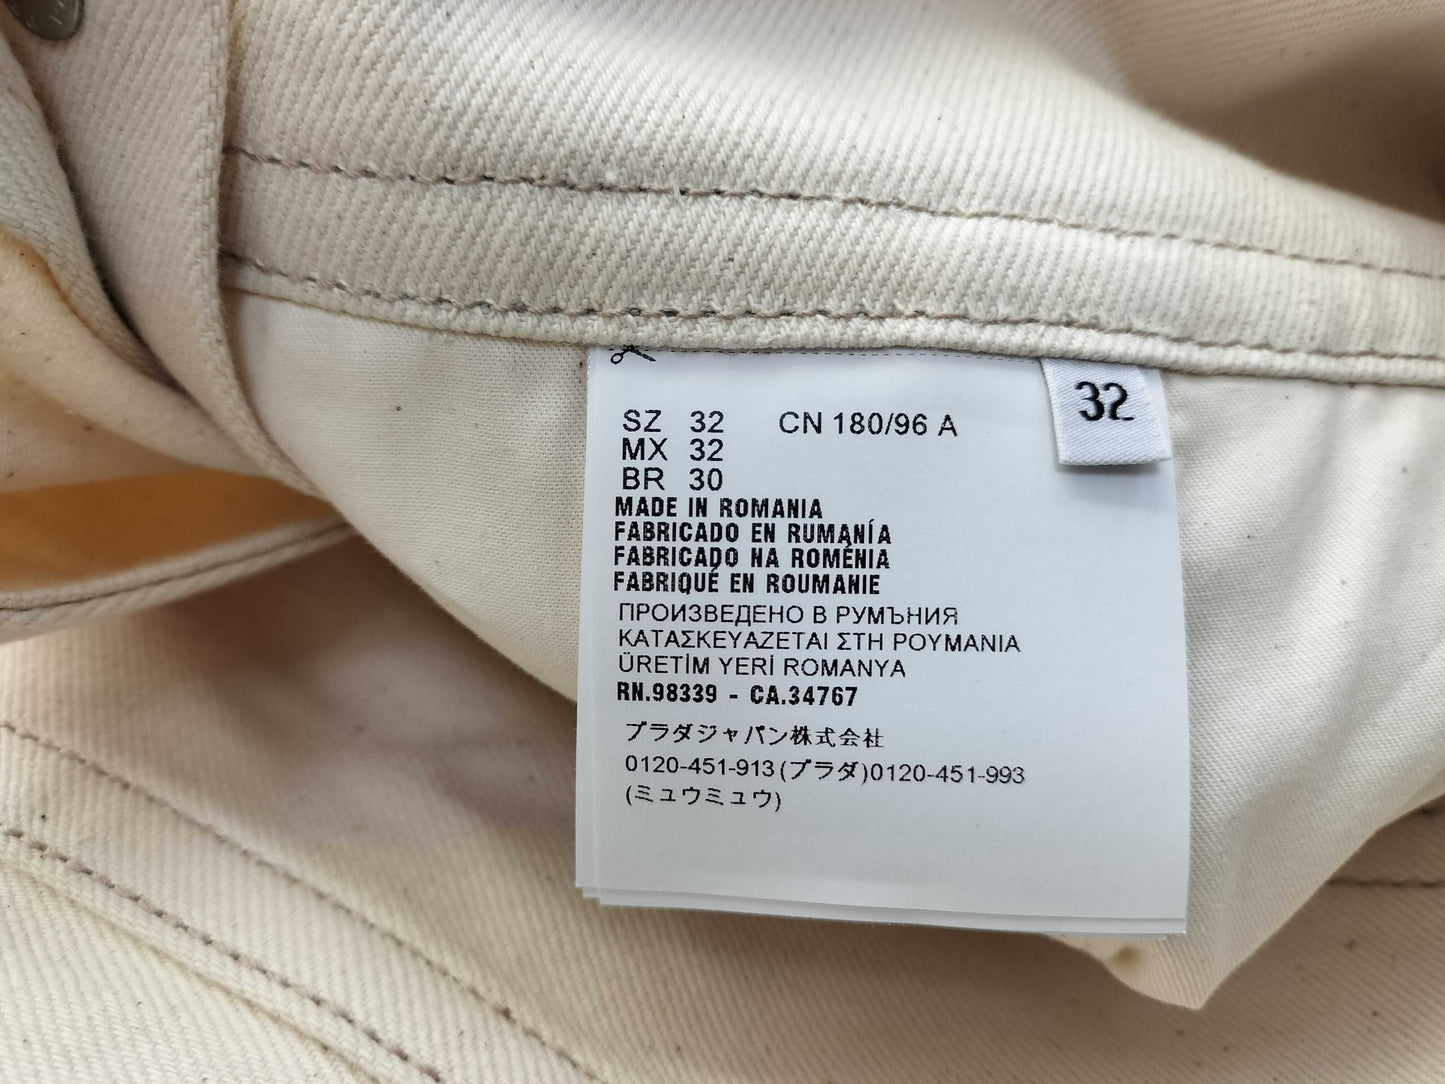 32
SZ 32 CN 180/96 A
MX 32
BR 30
MADE IN ROMANIA
FABRICADO EN RUMANÍA
FABRICADO NA ROMÉNIA
FABRIQUÉ EN ROUMANIE
ПРОИЗВЕДЕНО В РУМЪНИЯ
ΚΑΤΑΣΚΕΥΑΖΕΤΑΙ ΣΤΗ ΡΟΥΜΑΝΙΑ
ÜRETİM YERİ ROMANYA
RN.98339 - CA.34767
プラダジャパン株式会社
0120-451-913(プラダ)0120-451-993
(ミュウミュウ)